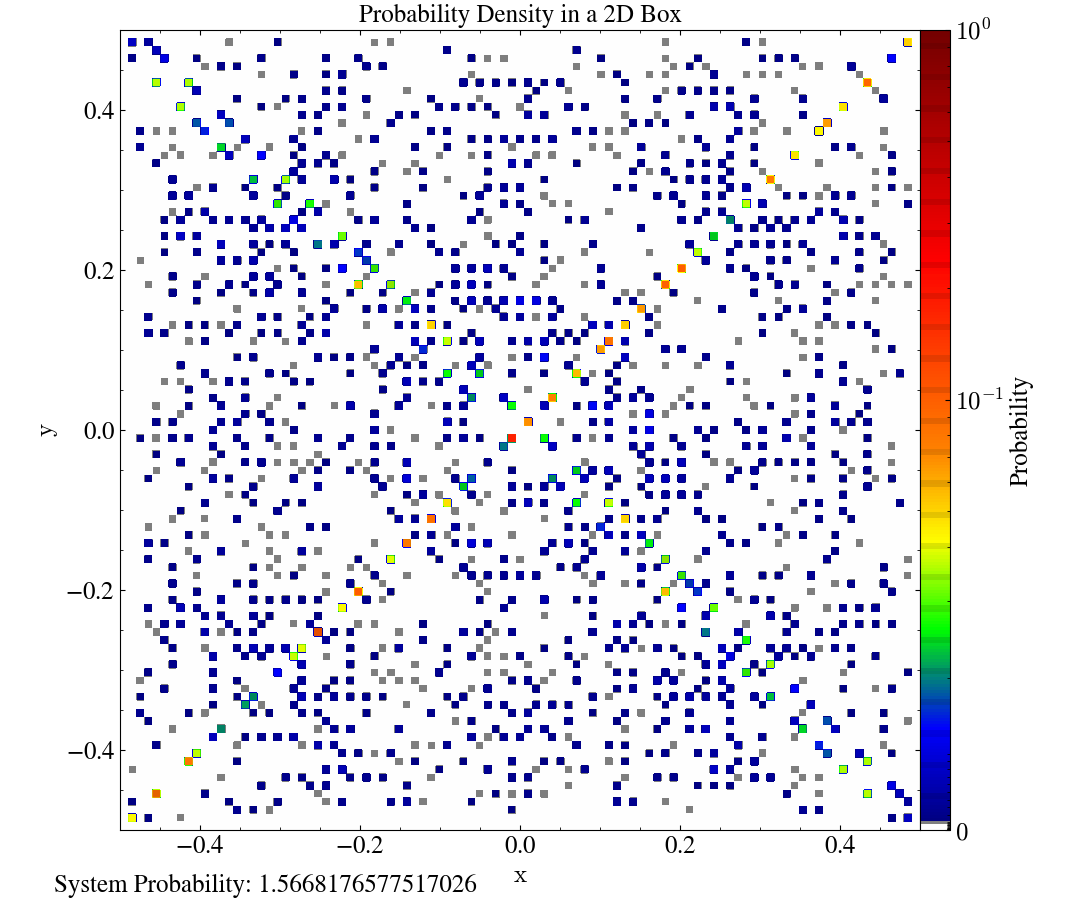 Probability Density in a 2D Box
10^0
0.4
0.2
0.0
−0.2
−0.4
y
10^−1
Probability
0
−0.4 −0.2 0.0 0.2 0.4
x
System Probability: 1.5668176577517026